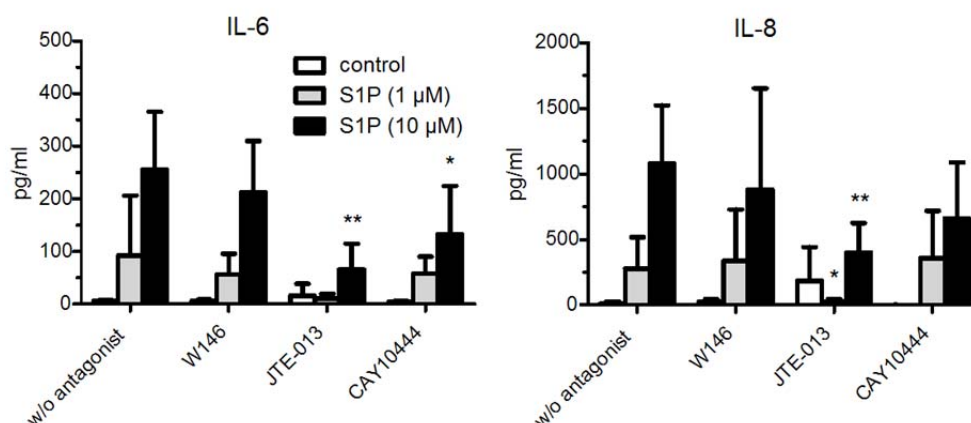 IL-6
500
400
300
200
100
0
pg/ml
control
S1P (1 µM)
S1P (10 µM)
**
*
w/o antagonist
W146
JTE-013
CAY10444
IL-8
2000
1500
1000
500
0
pg/ml
*
**
w/o antagonist
W146
JTE-013
CAY10444